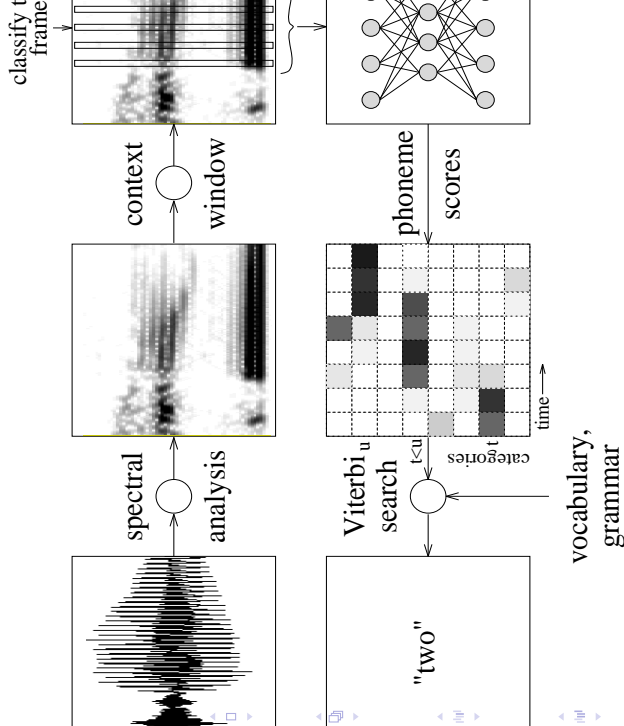 classify t
frame
context
window
spectral
analysis
phoneme
scores
Viterbi
search
u
t<u
t
categories
time
vocabulary,
grammar
"two"